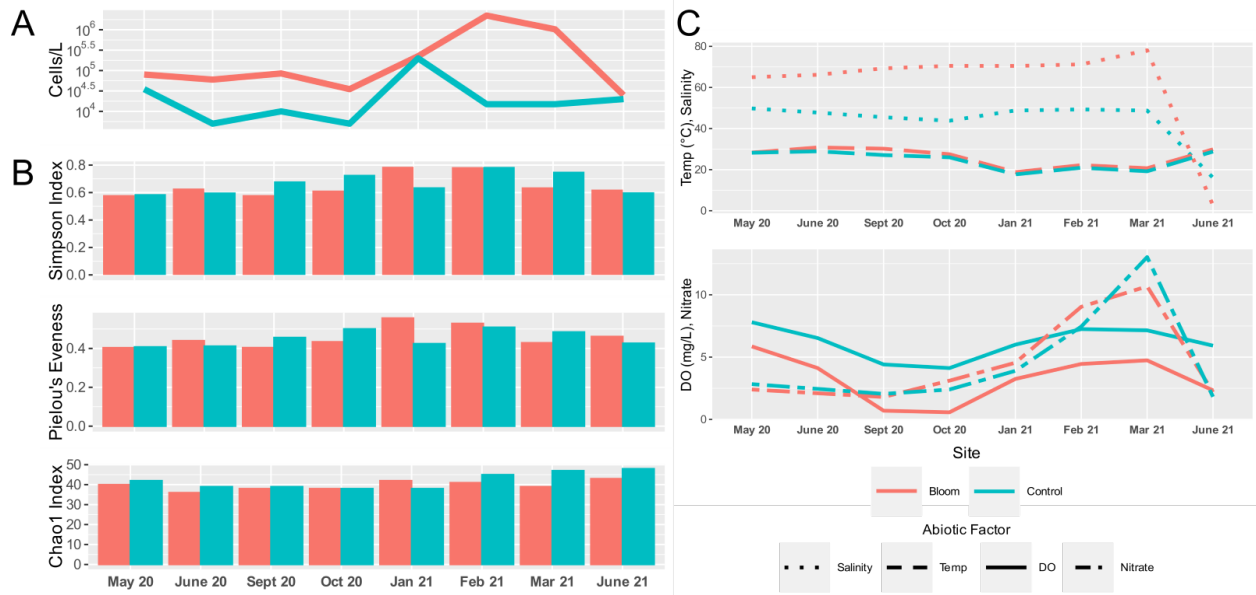 A
Cells/L
10^6
10^5.5
10^5
10^4.5
10^4
B
Simpson Index
0.8
0.6
0.4
0.2
0.0
Pielou's Eveness
0.4
0.2
0.0
Chao1 Index
50
40
30
20
10
0
May 20 June 20 Sept 20 Oct 20 Jan 21 Feb 21 Mar 21 June 21
C
Temp (°C), Salinity
80
60
40
20
0
May 20 June 20 Sept 20 Oct 20 Jan 21 Feb 21 Mar 21 June 21
DO (mg/L), Nitrate
10
5
0
May 20 June 20 Sept 20 Oct 20 Jan 21 Feb 21 Mar 21 June 21
Site
Bloom Control
Abiotic Factor
Salinity Temp DO Nitrate